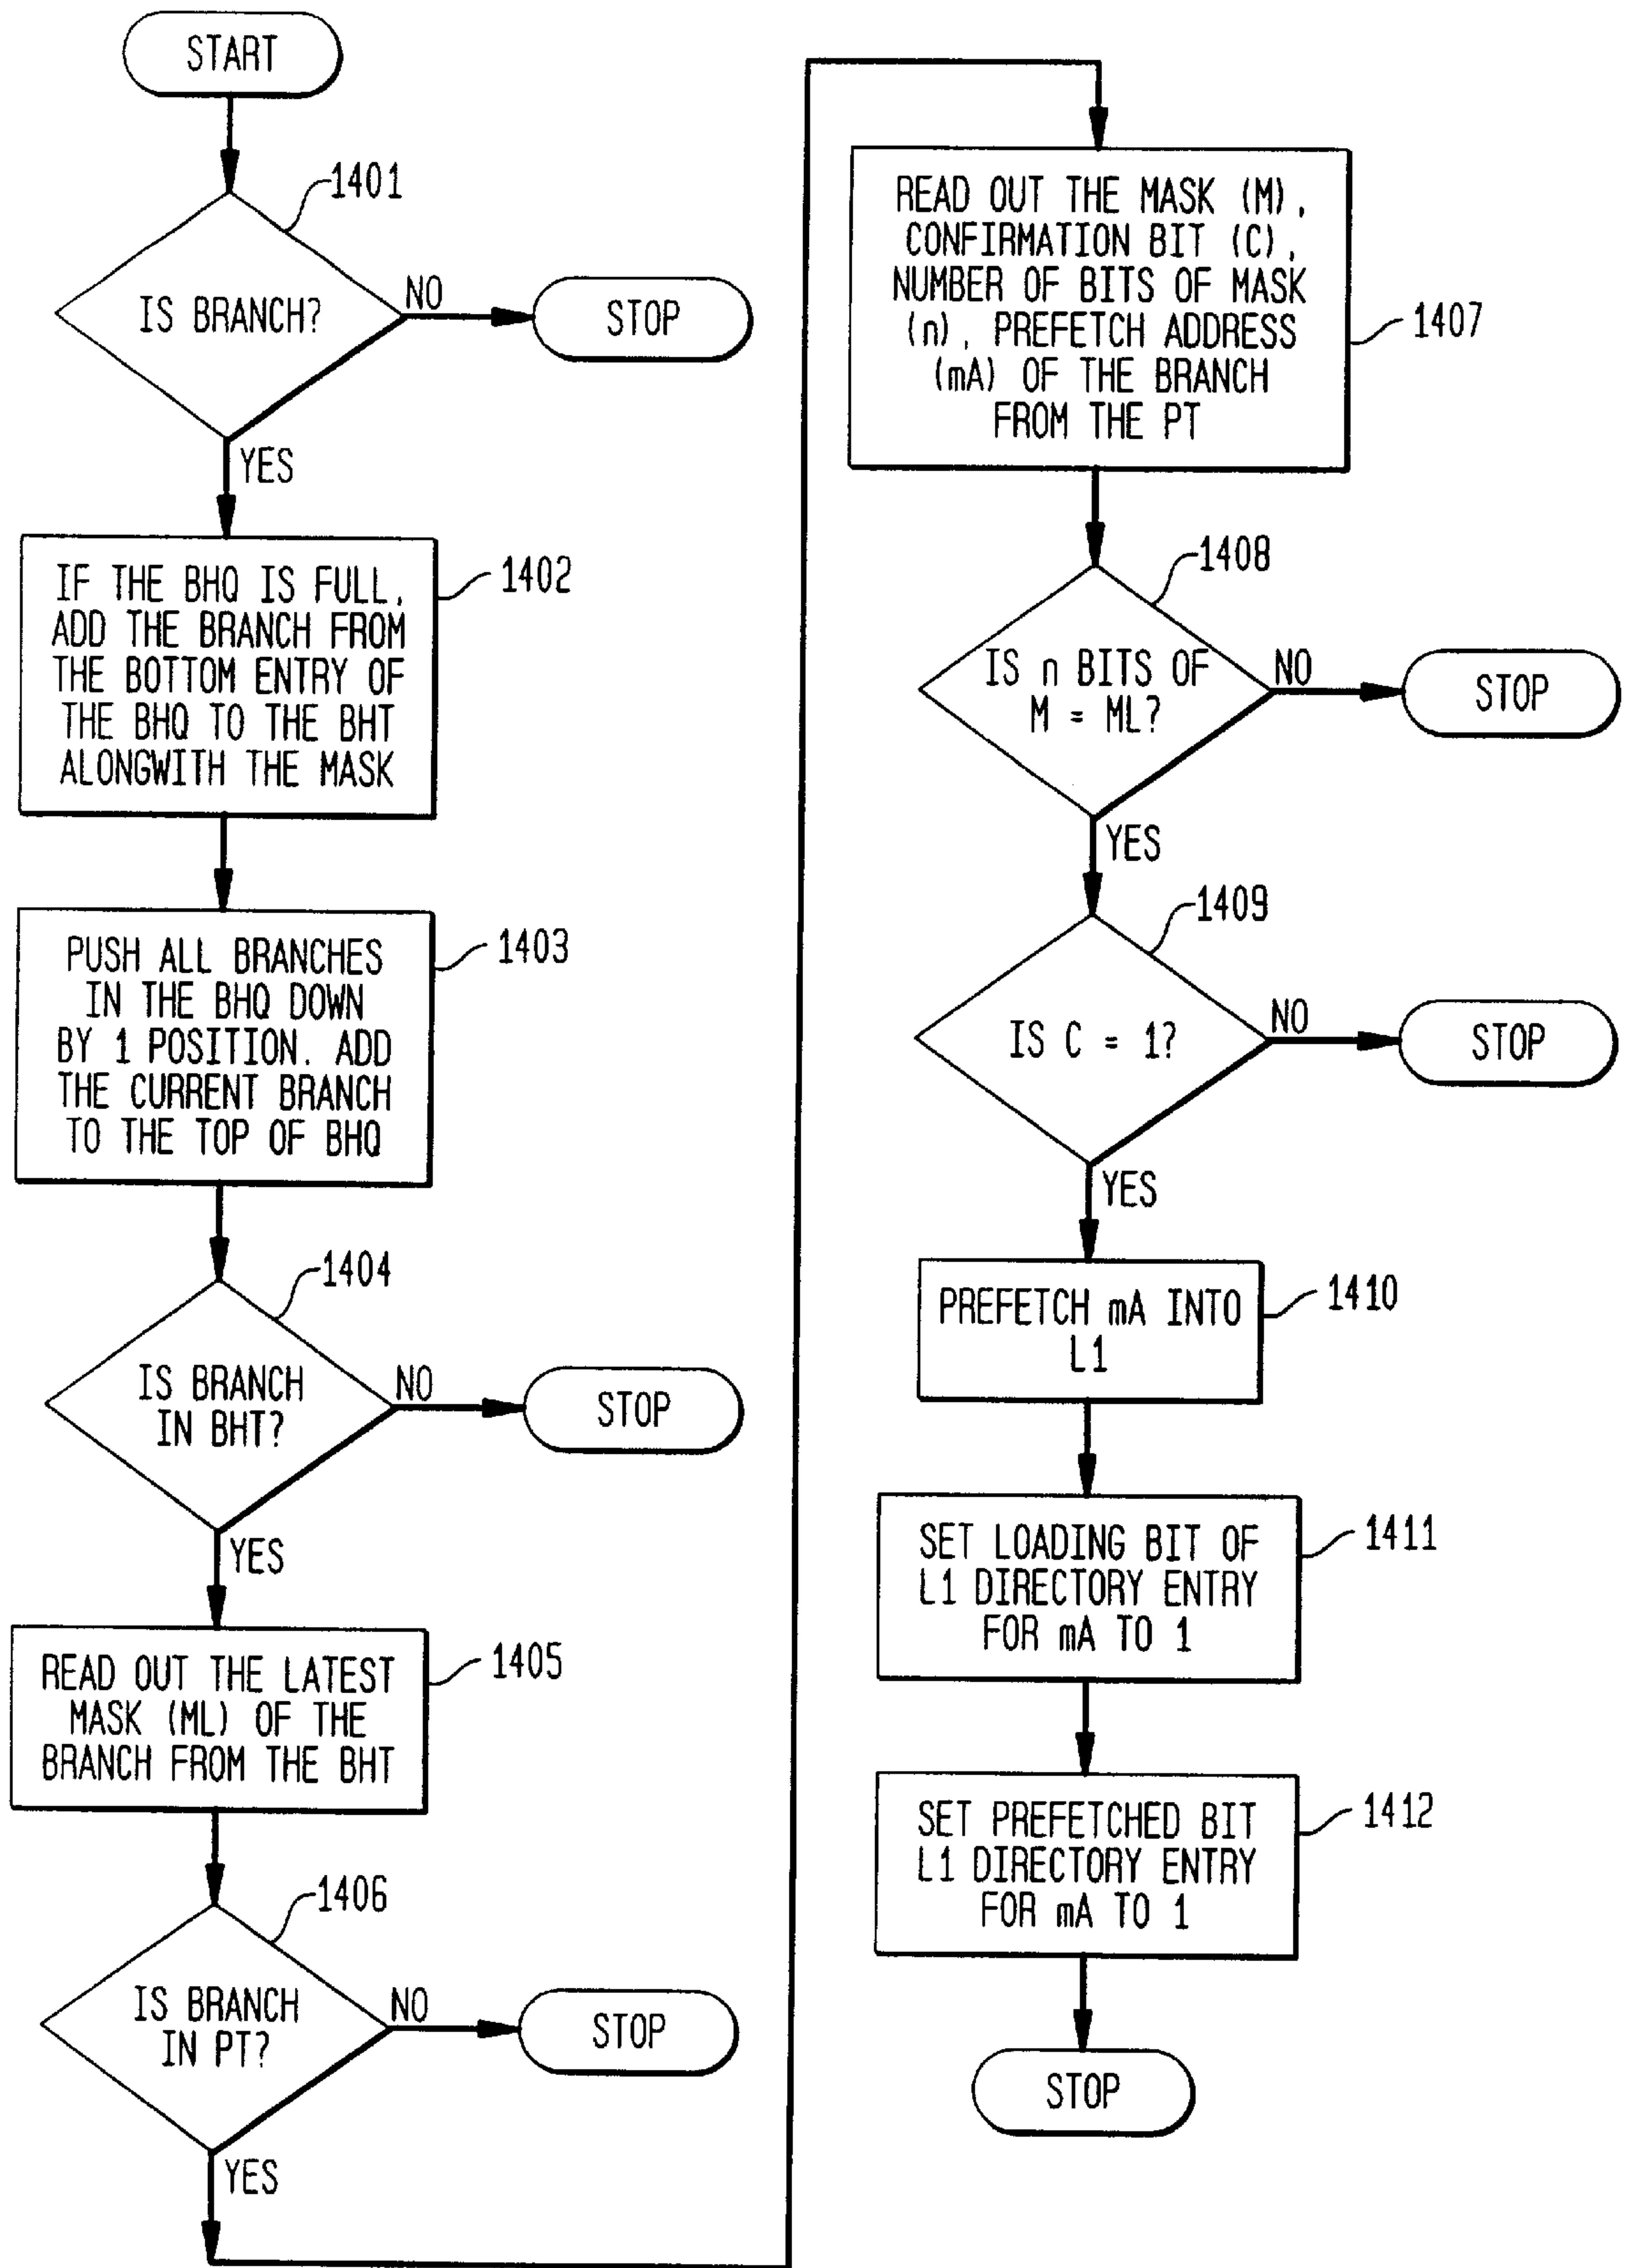 START
1401
IS BRANCH?
NO
STOP
YES
1402
IF THE BHQ IS FULL,
ADD THE BRANCH FROM
THE BOTTOM ENTRY OF
THE BHQ TO THE BHT
ALONGWITH THE MASK
1403
PUSH ALL BRANCHES
IN THE BHQ DOWN
BY 1 POSITION. ADD
THE CURRENT BRANCH
TO THE TOP OF BHQ
1404
IS BRANCH
IN BHT?
NO
STOP
YES
1405
READ OUT THE LATEST
MASK (ML) OF THE
BRANCH FROM THE BHT
1406
IS BRANCH
IN PT?
NO
STOP
YES
READ OUT THE MASK (M),
CONFIRMATION BIT (C),
NUMBER OF BITS OF MASK
(n), PREFETCH ADDRESS
(mA) OF THE BRANCH
FROM THE PT
1407
1408
IS n BITS OF
M = ML?
NO
STOP
YES
1409
IS C = 1?
NO
STOP
YES
PREFETCH mA INTO
L1
1410
SET LOADING BIT OF
L1 DIRECTORY ENTRY
FOR mA TO 1
1411
SET PREFETCHED BIT
L1 DIRECTORY ENTRY
FOR mA TO 1
1412
STOP